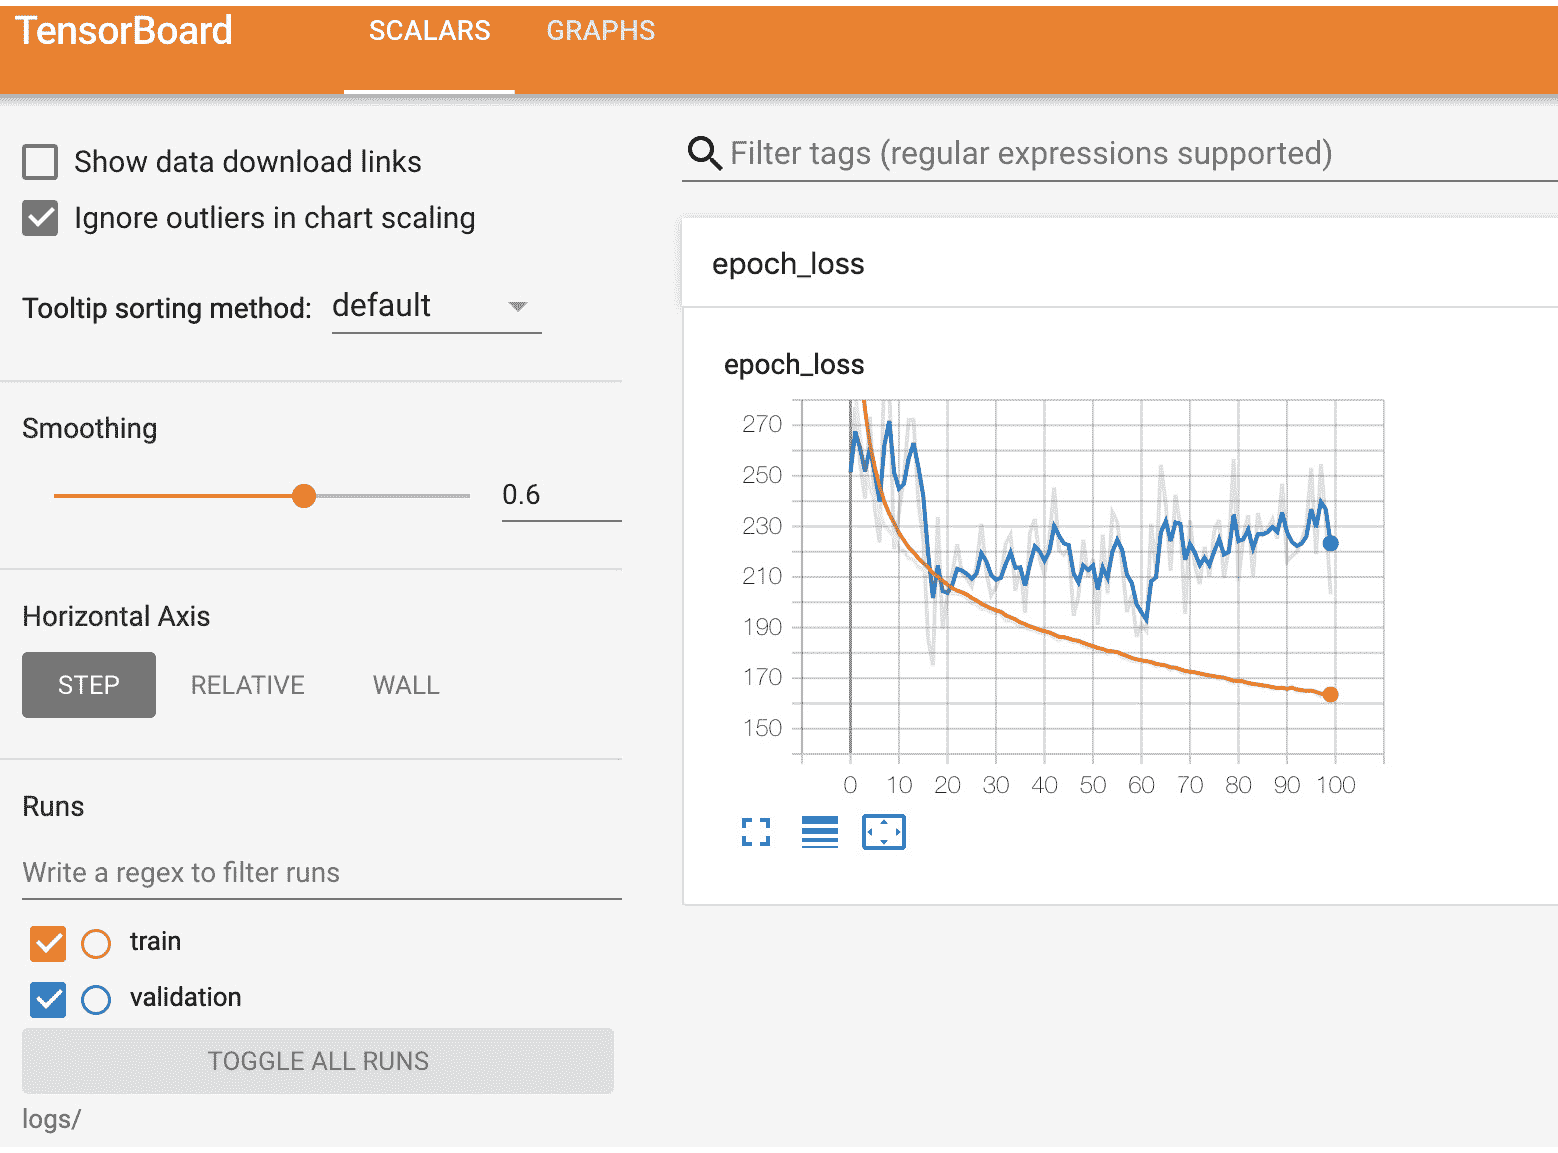 TensorBoard SCALARS GRAPHS
Show data download links
Ignore outliers in chart scaling
Tooltip sorting method: default
Smoothing
0.6
Horizontal Axis
STEP RELATIVE WALL
Runs
Write a regex to filter runs
train
validation
TOGGLE ALL RUNS
logs/
Filter tags (regular expressions supported)
epoch_loss
epoch_loss
270
250
230
210
190
170
150
0 10 20 30 40 50 60 70 80 90 100